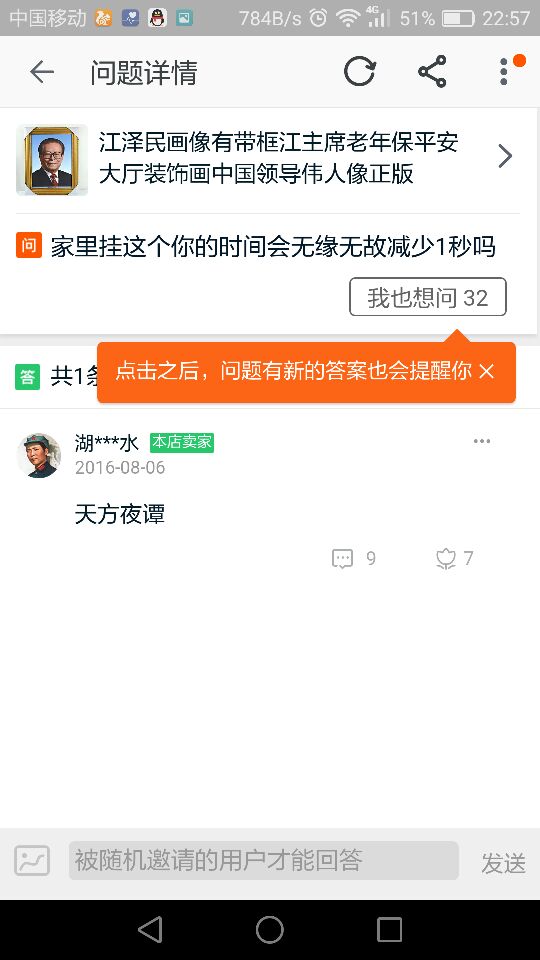 中国移动 784B/s 4G 51% 22:57
问题详情
江泽民画像有带框江主席老年保平安
大厅装饰画中国领导伟人像正版
问 家里挂这个你的时间会无缘无故减少1秒吗
我也想问 32
点击之后，问题有新的答案也会提醒你
答 共1条
湖***水 本店卖家
2016-08-06
天方夜谭
9 7
被随机邀请的用户才能回答 发送